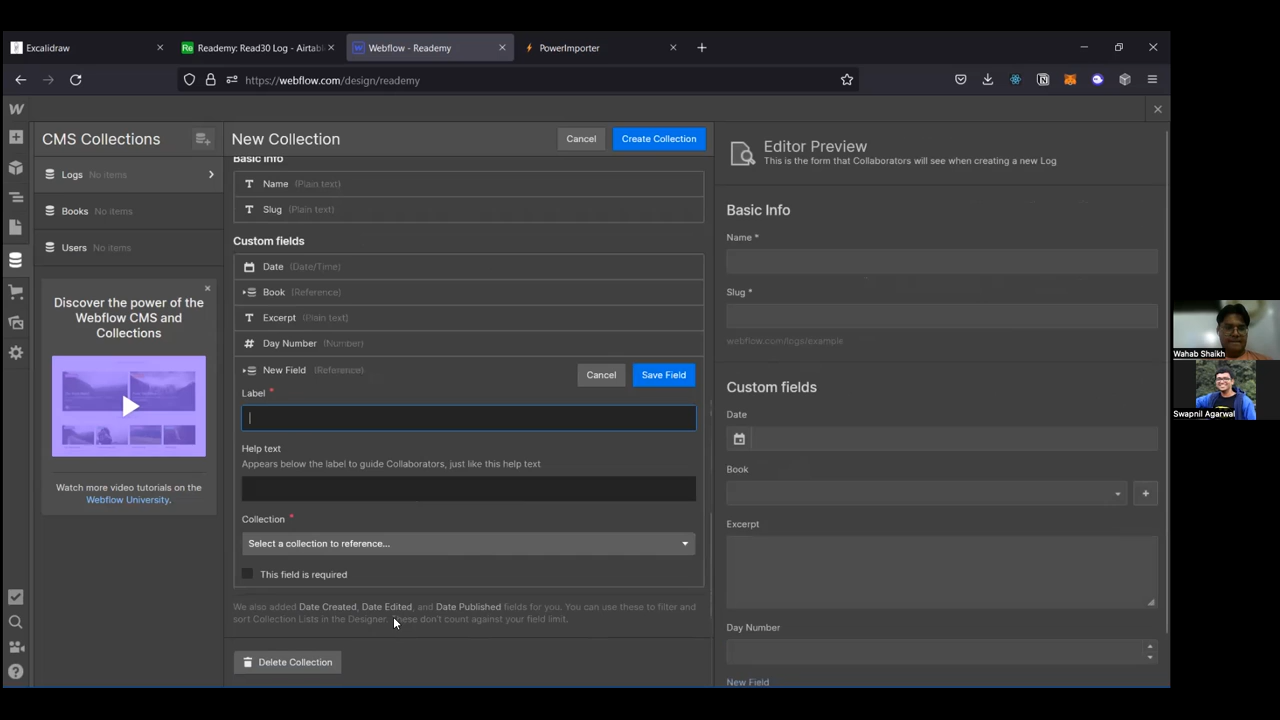 Excalidraw
Readémy: Read30 Log - Airtabl
Webflow - Reademy
PowerImporter
https://webflow.com/design/reademy
CMS Collections
Logs No items
Books No items
Users No items
Discover the power of the
Webflow CMS and
Collections
Watch more video tutorials on the
Webflow University.
New Collection
Cancel
Create Collection
Basic info
Name (Plain text)
Slug (Plain text)
Custom fields
Date (Date/Time)
Book (Reference)
Excerpt (Plain text)
Day Number (Number)
New Field (Reference)
Cancel
Save Field
Label *
Help text
Appears below the label to guide Collaborators, just like this help text
Collection *
Select a collection to reference...
This field is required
We also added Date Created, Date Edited, and Date Published fields for you. You can use these to filter and
sort Collection Lists in the Designer. These don't count against your field limit.
Delete Collection
Editor Preview
This is the form that Collaborators will see when creating a new Log
Basic Info
Name *
Slug *
webflow.com/logs/example
Custom fields
Date
Book
Excerpt
Day Number
New Field
Wahab Shaikh
Swapnil Agarwal